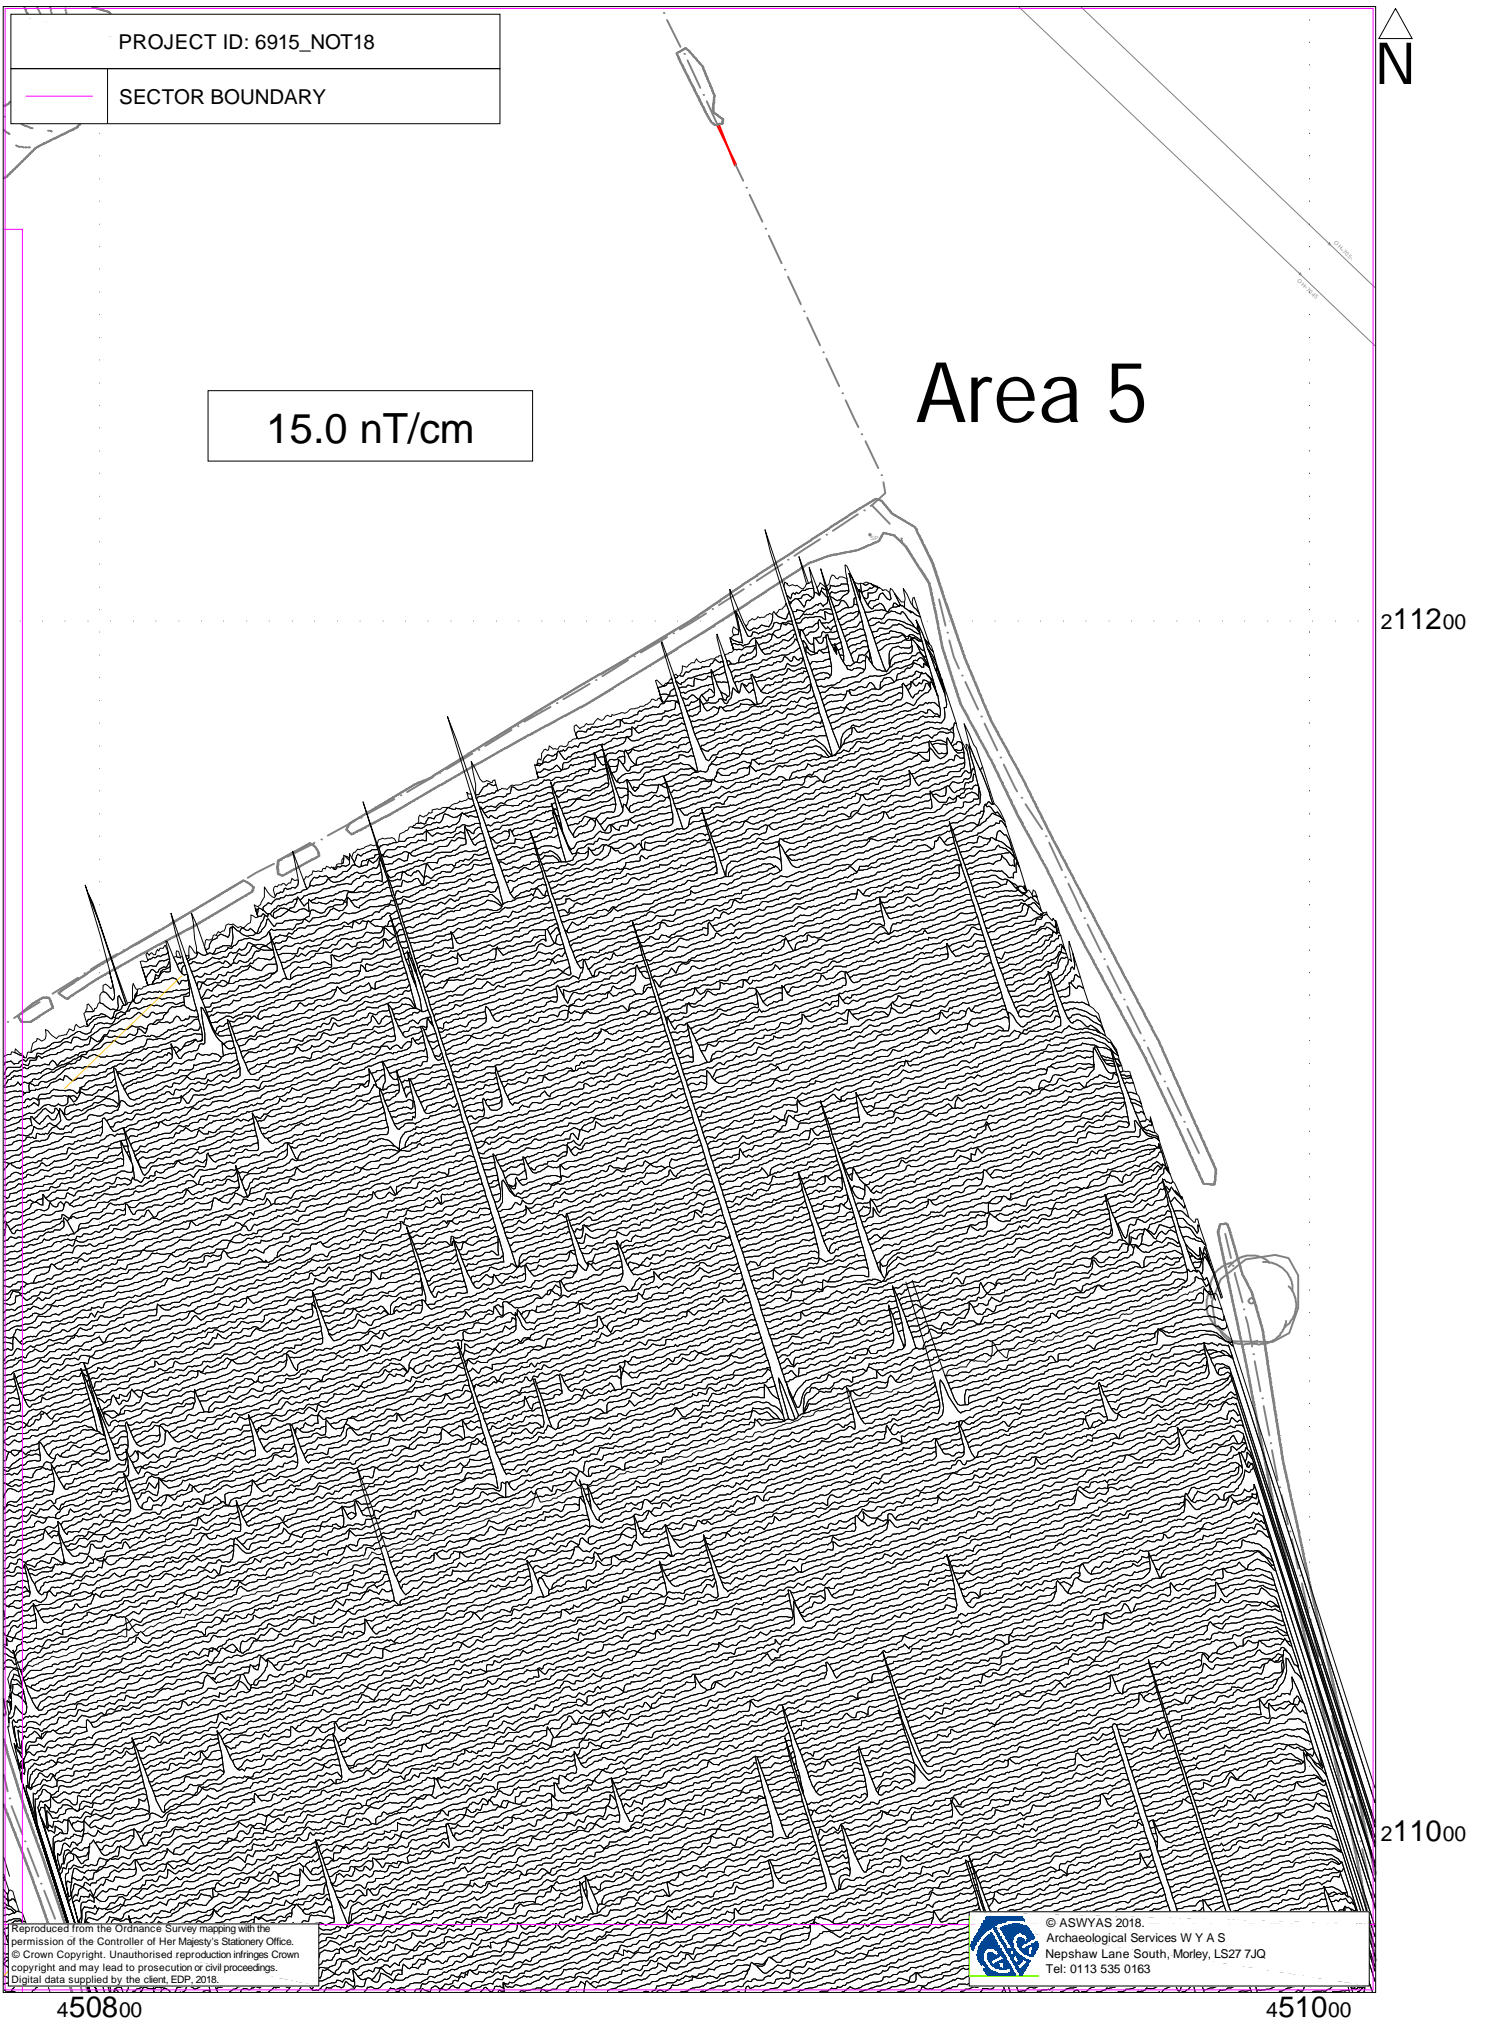 PROJECT ID: 6915_NOT18
SECTOR BOUNDARY
N
Area 5
15.0 nT/cm
211200
211000
Reproduced from the Ordnance Survey mapping with the
permission of the Controller of Her Majesty's Stationery Office.
© Crown Copyright. Unauthorised reproduction infringes Crown
copyright and may lead to prosecution or civil proceedings.
Digital data supplied by the client, EDP, 2018.
© ASWYAS 2018.
Archaeological Services W Y A S
Nepshaw Lane South, Morley, LS27 7JQ
Tel: 0113 535 0163
450800
451000